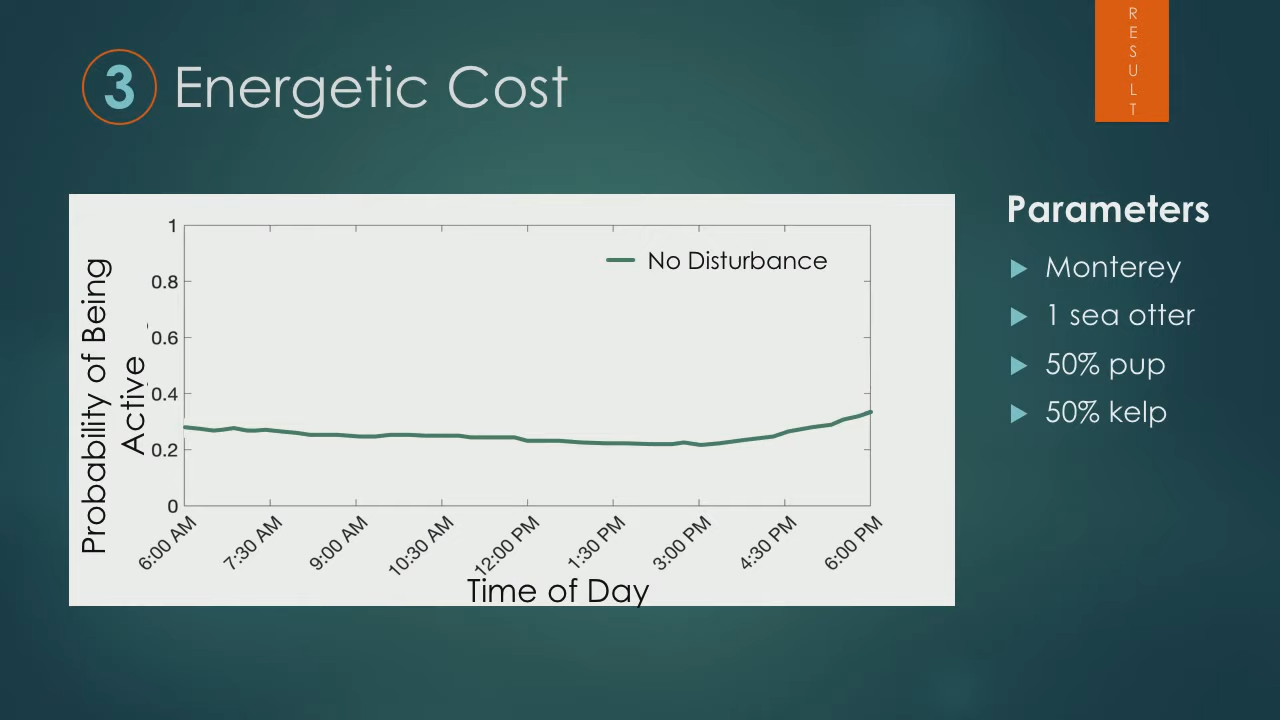 3 Energetic Cost
RESULT
Probability of Being
Active
1
0.8
0.6
0.4
0.2
0
No Disturbance
6:00 AM
7:30 AM
9:00 AM
10:30 AM
12:00 PM
1:30 PM
3:00 PM
4:30 PM
6:00 PM
Time of Day
Parameters
Monterey
1 sea otter
50% pup
50% kelp